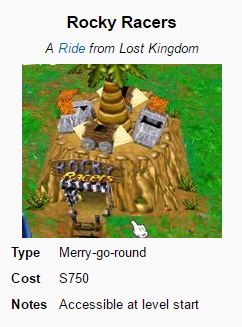 Rocky Racers
A Ride from Lost Kingdom
ROCKY
Racers
Type Merry-go-round
Cost S750
Notes Accessible at level start